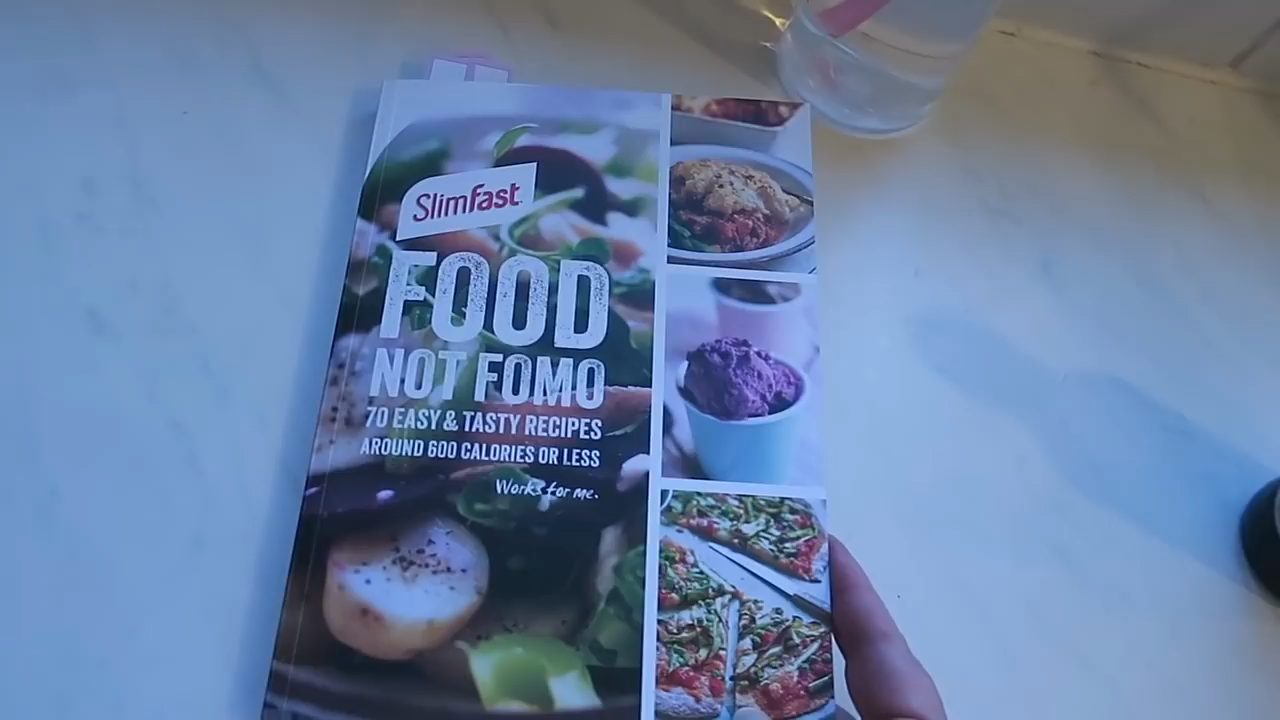 SlimFast
FOOD
NOT FOMO
70 EASY & TASTY RECIPES
AROUND 600 CALORIES OR LESS
Works for me.